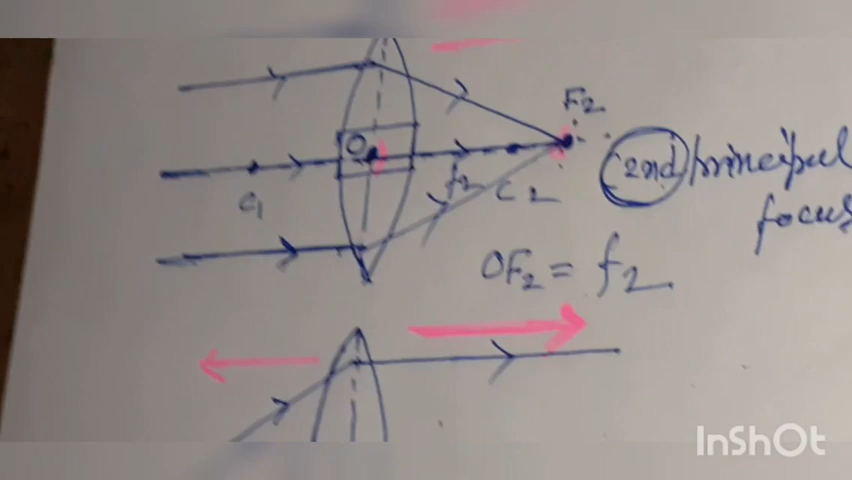 F2
O
(2nd) principal
focus
C1
f2
C2
OF2 = f2
InShOt